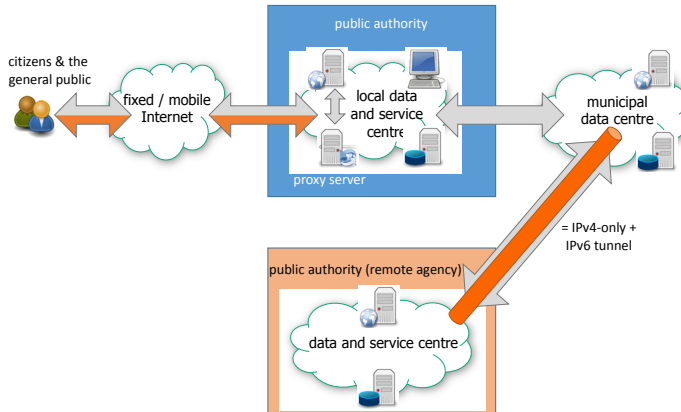 public authority
citizens & the
general public
fixed / mobile
Internet
local data
and service
centre
proxy server
municipal
data centre
= IPv4-only +
IPv6 tunnel
public authority (remote agency)
data and service centre